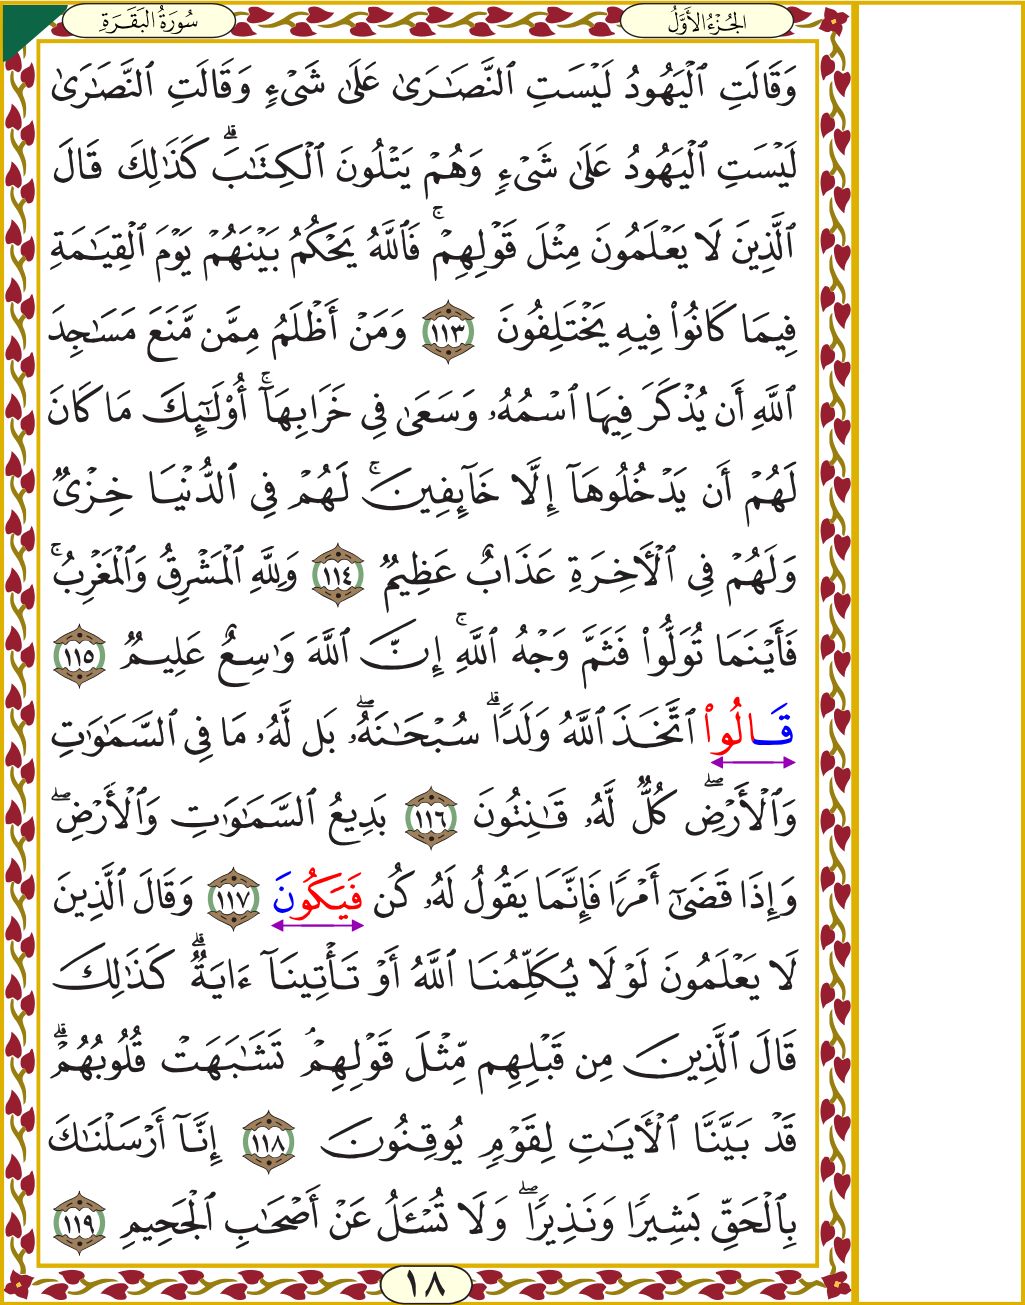 الجُزْءُ الأَوَّلُ
سُورَةُ البَقَرَةِ
وَقَالَتِ ٱلْيَهُودُ لَيْسَتِ ٱلنَّصَٰرَىٰ عَلَىٰ شَىْءٍ وَقَالَتِ ٱلنَّصَٰرَىٰ
لَيْسَتِ ٱلْيَهُودُ عَلَىٰ شَىْءٍ وَهُمْ يَتْلُونَ ٱلْكِتَٰبَ ۗ كَذَٰلِكَ قَالَ
ٱلَّذِينَ لَا يَعْلَمُونَ مِثْلَ قَوْلِهِمْ ۚ فَٱللَّهُ يَحْكُمُ بَيْنَهُمْ يَوْمَ ٱلْقِيَٰمَةِ
فِيمَا كَانُوا۟ فِيهِ يَخْتَلِفُونَ ١١٣ وَمَنْ أَظْلَمُ مِمَّن مَّنَعَ مَسَٰجِدَ
ٱللَّهِ أَن يُذْكَرَ فِيهَا ٱسْمُهُۥ وَسَعَىٰ فِى خَرَابِهَآ ۚ أُو۟لَٰٓئِكَ مَا كَانَ
لَهُمْ أَن يَدْخُلُوهَآ إِلَّا خَآئِفِينَ ۚ لَهُمْ فِى ٱلدُّنْيَا خِزْىٌ
وَلَهُمْ فِى ٱلْأَخِرَةِ عَذَابٌ عَظِيمٌ ١١٤ وَلِلَّهِ ٱلْمَشْرِقُ وَٱلْمَغْرِبُ ۚ
فَأَيْنَمَا تُوَلُّوا۟ فَثَمَّ وَجْهُ ٱللَّهِ ۚ إِنَّ ٱللَّهَ وَٰسِعٌ عَلِيمٌ ١١٥
قَالُوا۟ ٱتَّخَذَ ٱللَّهُ وَلَدًا ۗ سُبْحَٰنَهُۥ ۖ بَل لَّهُۥ مَا فِى ٱلسَّمَٰوَٰتِ
وَٱلْأَرْضِ ۖ كُلٌّ لَّهُۥ قَٰنِتُونَ ١١٦ بَدِيعُ ٱلسَّمَٰوَٰتِ وَٱلْأَرْضِ ۖ
وَإِذَا قَضَىٰٓ أَمْرًا فَإِنَّمَا يَقُولُ لَهُۥ كُن فَيَكُونَ ١١٧ وَقَالَ ٱلَّذِينَ
لَا يَعْلَمُونَ لَوْلَا يُكَلِّمُنَا ٱللَّهُ أَوْ تَأْتِينَآ ءَايَةٌ ۗ كَذَٰلِكَ
قَالَ ٱلَّذِينَ مِن قَبْلِهِم مِّثْلَ قَوْلِهِمْ ۘ تَشَٰبَهَتْ قُلُوبُهُمْ ۗ
قَدْ بَيَّنَّا ٱلْأَيَٰتِ لِقَوْمٍ يُوقِنُونَ ١١٨ إِنَّآ أَرْسَلْنَٰكَ
بِٱلْحَقِّ بَشِيرًا وَنَذِيرًا ۖ وَلَا تُسْـَٔلُ عَنْ أَصْحَٰبِ ٱلْجَحِيمِ ١١٩
١٨